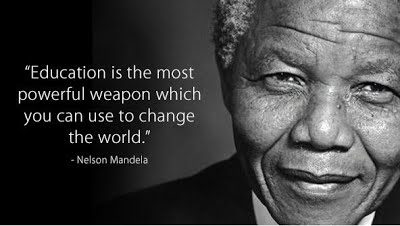 “Education is the most
powerful weapon which
you can use to change
the world.”
- Nelson Mandela